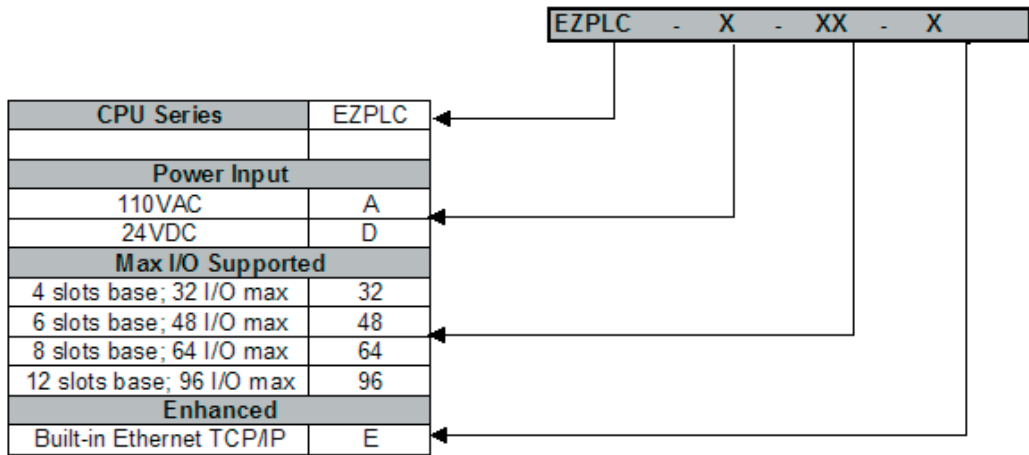 EZPLC - X - XX - X
CPU Series EZPLC
Power Input
110VAC A
24VDC D
Max I/O Supported
4 slots base; 32 I/O max 32
6 slots base; 48 I/O max 48
8 slots base; 64 I/O max 64
12 slots base; 96 I/O max 96
Enhanced
Built-in Ethernet TCP/IP E